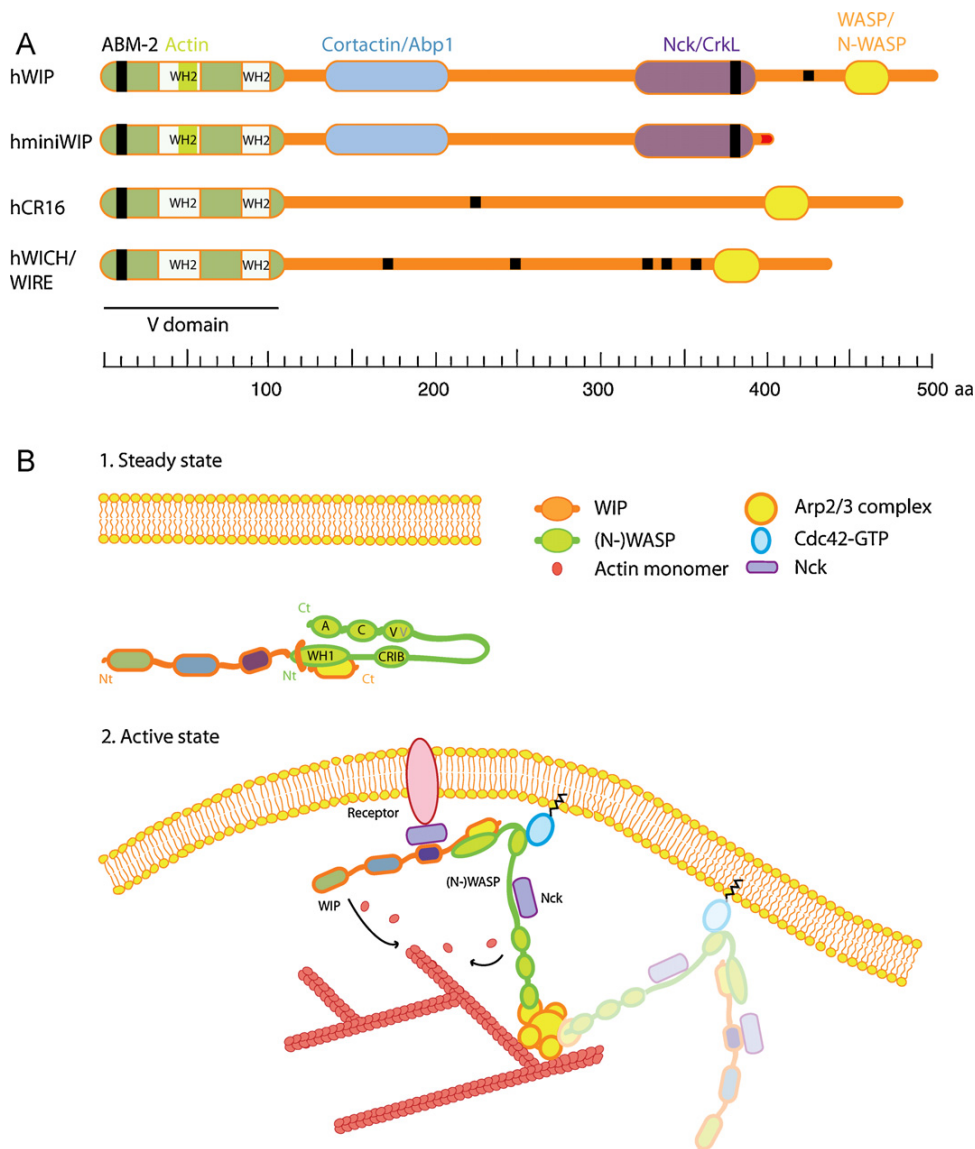 A
WASP/
N-WASP
ABM-2 Actin Cortactin/Abp1 Nck/CrkL
hWIP WH2 WH2
hminiWIP WH2 WH2
hCR16 WH2 WH2
hWICH/
WIRE
WH2 WH2
V domain
100 200 300 400 500 aa
B
1. Steady state
WIP
(N-)WASP
Actin monomer
Arp2/3 complex
Cdc42-GTP
Nck
Ct
A C V V
WH1 CRIB
Nt Nt Ct
2. Active state
Receptor
(N-)WASP
WIP
Nck